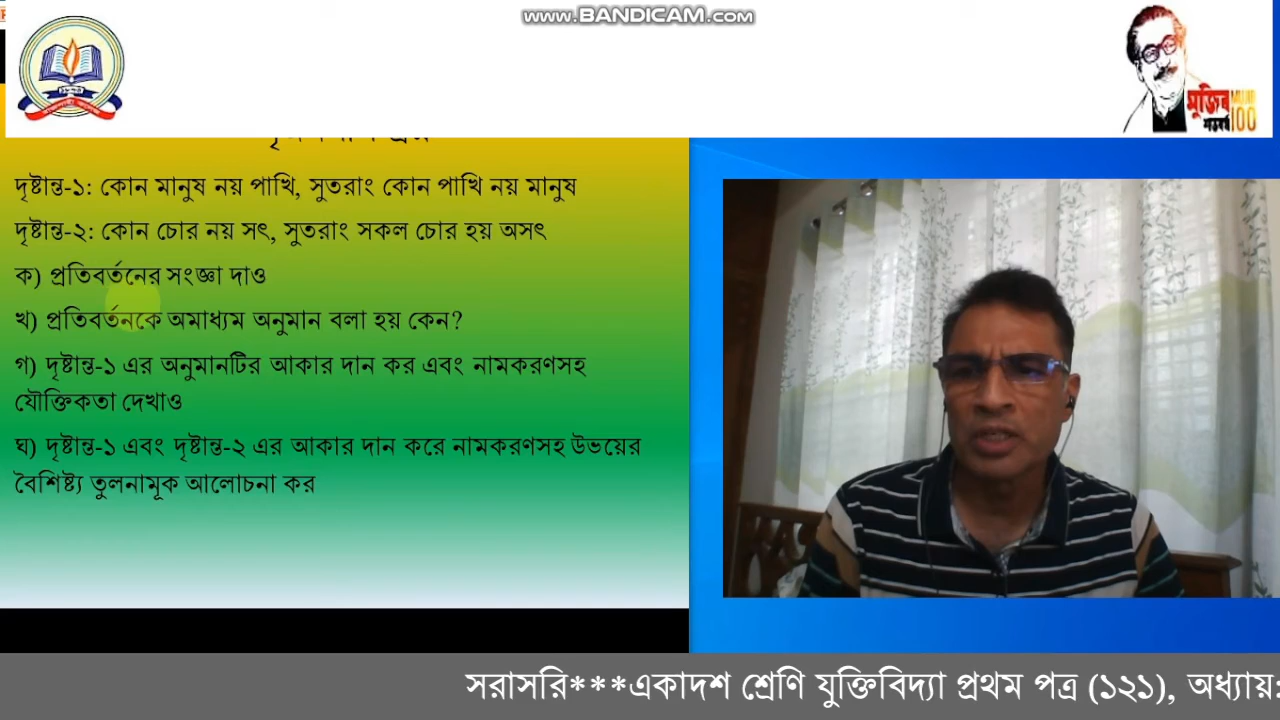 www.BANDICAM.com
মুজিব
শতবর্ষ
100
দৃষ্টান্ত-১: কোন মানুষ নয় পাখি, সুতরাং কোন পাখি নয় মানুষ
দৃষ্টান্ত-২: কোন চোর নয় সৎ, সুতরাং সকল চোর হয় অসৎ
ক) প্রতিবর্তনের সংজ্ঞা দাও
খ) প্রতিবর্তনকে অমাধ্যম অনুমান বলা হয় কেন?
গ) দৃষ্টান্ত-১ এর অনুমানটির আকার দান কর এবং নামকরণসহ
যৌক্তিকতা দেখাও
ঘ) দৃষ্টান্ত-১ এবং দৃষ্টান্ত-২ এর আকার দান করে নামকরণসহ উভয়ের
বৈশিষ্ট্য তুলনামূক আলোচনা কর
সরাসরি***একাদশ শ্রেণি যুক্তিবিদ্যা প্রথম পত্র (১২১), অধ্যায়: